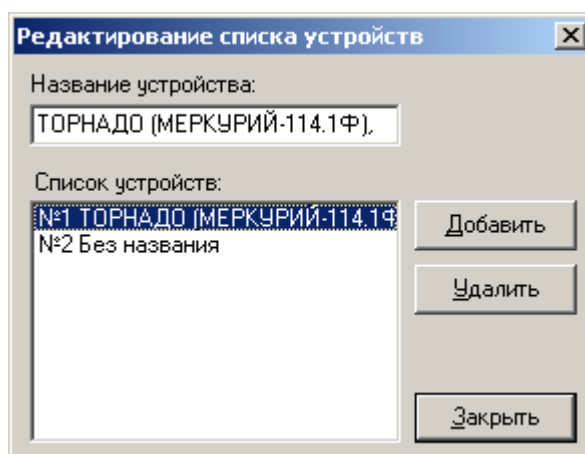 Редактирование списка устройств
Название устройства:
ТОРНАДО (МЕРКУРИЙ-114.1Ф),
Список устройств:
№1 ТОРНАДО (МЕРКУРИЙ-114.1Ф
№2 Без названия
Добавить
Удалить
Закрыть